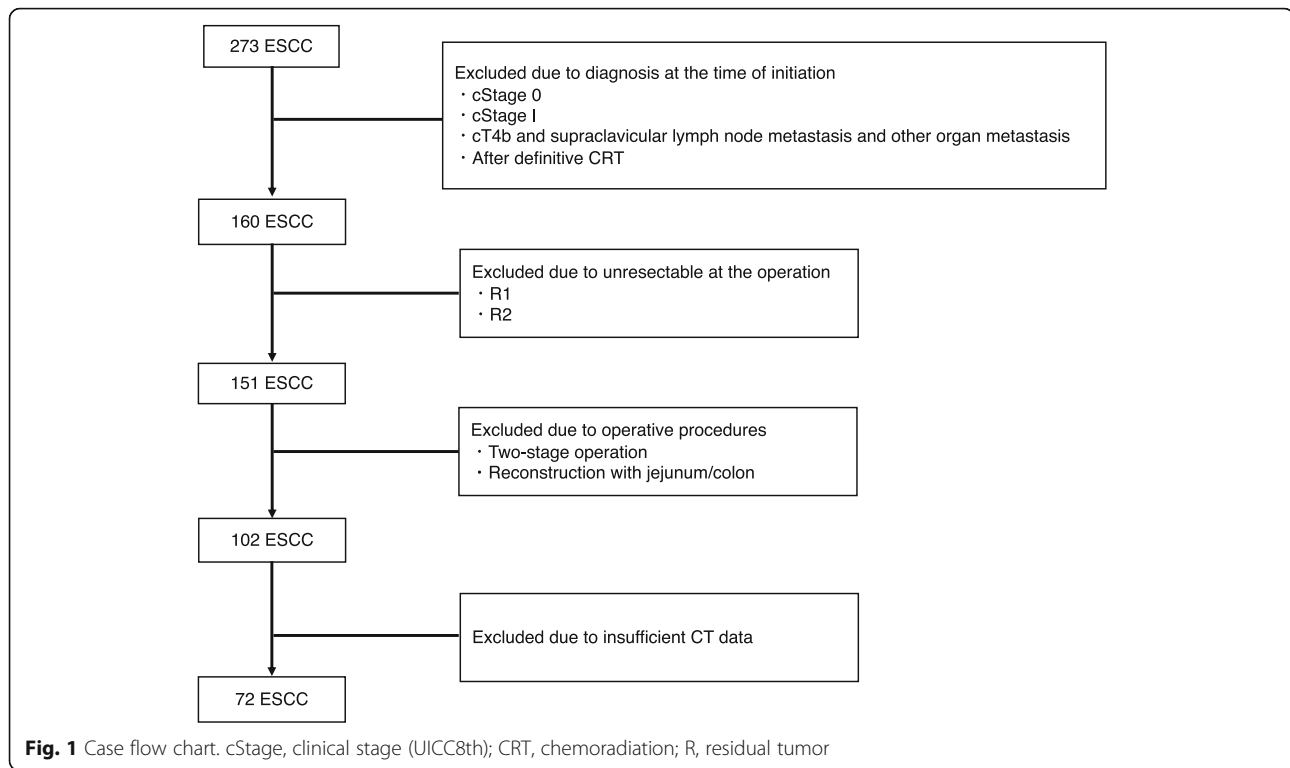 273 ESCC
Excluded due to diagnosis at the time of initiation
・cStage 0
・cStage I
・cT4b and supraclavicular lymph node metastasis and other organ metastasis
・After definitive CRT
160 ESCC
Excluded due to unresectable at the operation
・R1
・R2
151 ESCC
Excluded due to operative procedures
・Two-stage operation
・Reconstruction with jejunum/colon
102 ESCC
Excluded due to insufficient CT data
72 ESCC
Fig. 1 Case flow chart. cStage, clinical stage (UICC8th); CRT, chemoradiation; R, residual tumor